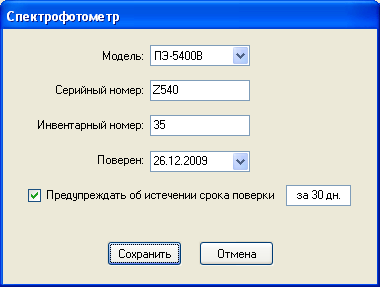 Спектрофотометр
Модель: ПЭ-5400В
Серийный номер: Z540
Инвентарный номер: 35
Поверен: 26.12.2009
Предупреждать об истечении срока поверки за 30 дн.
Сохранить Отмена